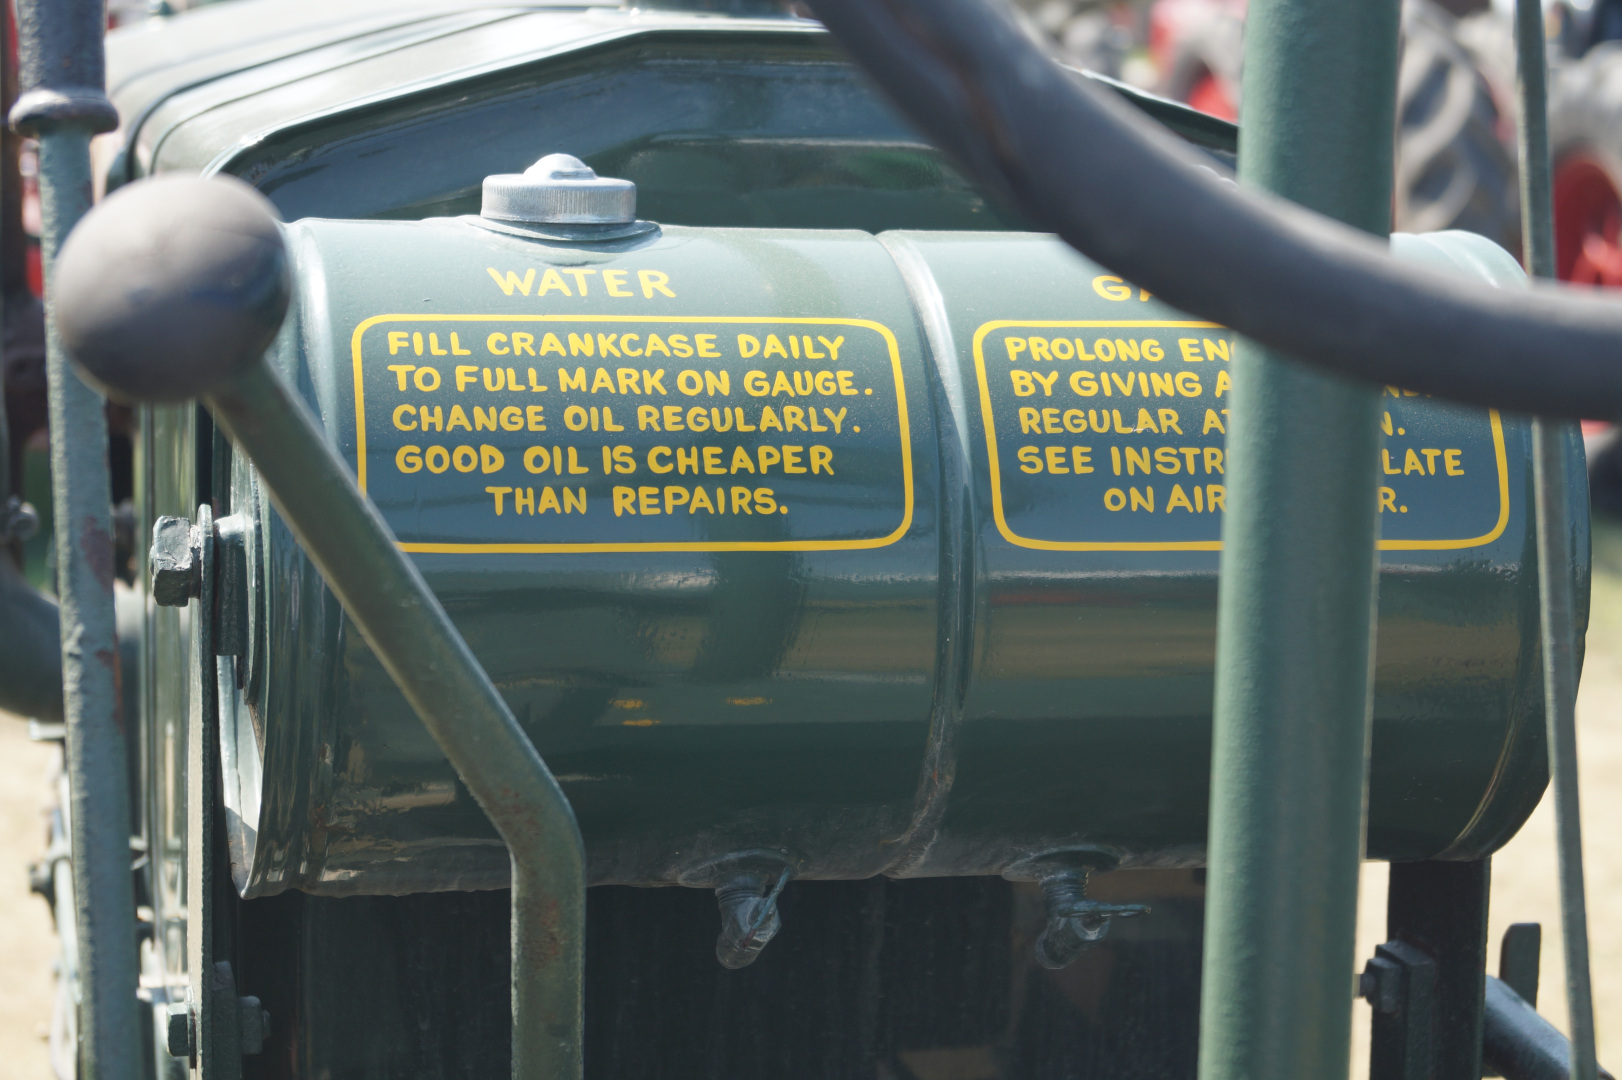 WATER
FILL CRANKCASE DAILY
TO FULL MARK ON GAUGE.
CHANGE OIL REGULARLY.
GOOD OIL IS CHEAPER
THAN REPAIRS.
PROLONG
BY GIVING
REGULAR
SEE
ON AIR